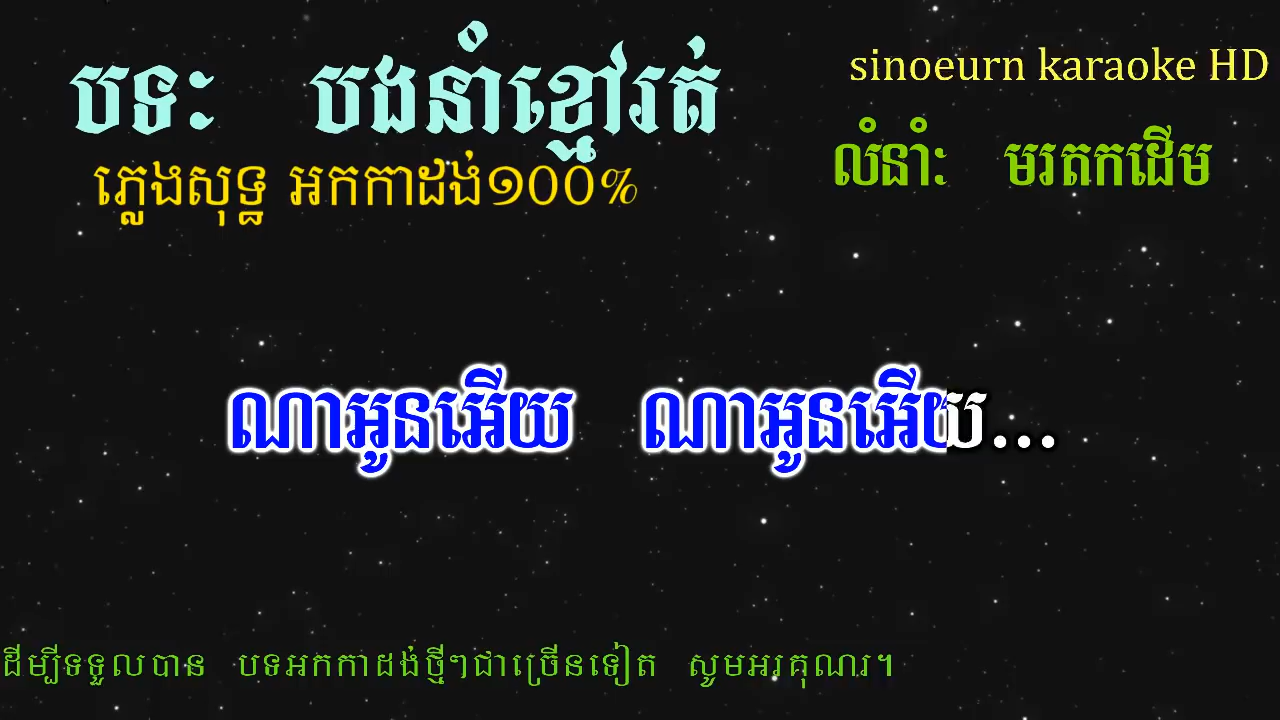 បទៈ បងនាំខ្មៅរត់
sinoeurn karaoke HD
ភ្លេងសុទ្ធ អកកាដង់១០០%
លំនាំៈ មរតកដើម
ណាអូនអើយ ណាអូនអើយ...
ដើម្បីទទួលបាន បទអកកាដង់ថ្មីៗជាច្រើនទៀត សូមអរគុណរ។